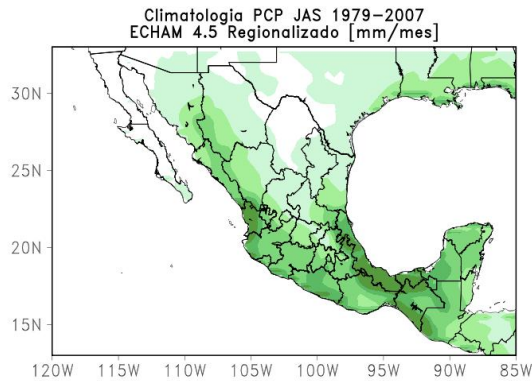 Climatologia PCP JAS 1979–2007
ECHAM 4.5 Regionalizado [mm/mes]
30N
25N
20N
15N
120W 115W 110W 105W 100W 95W 90W 85W